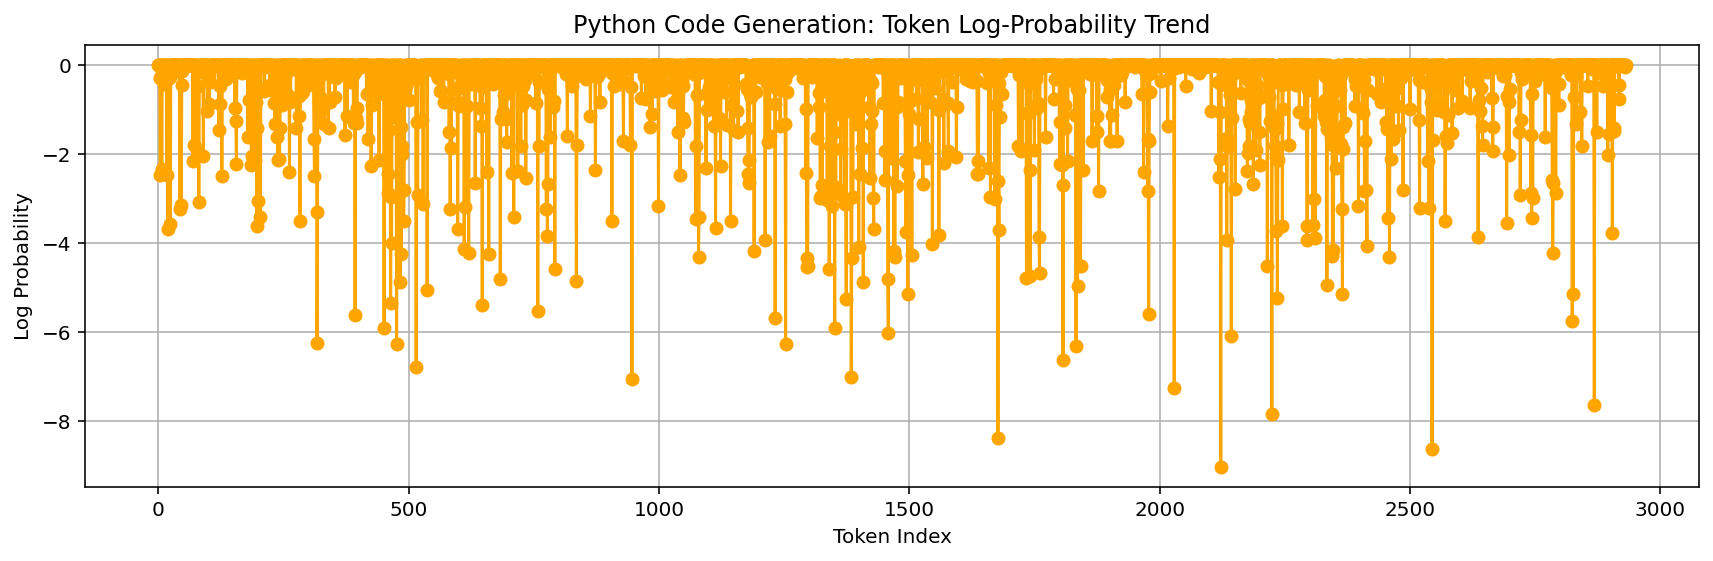 Python Code Generation: Token Log-Probability Trend
Log Probability
0
−2
−4
−6
−8
0 500 1000 1500 2000 2500 3000
Token Index